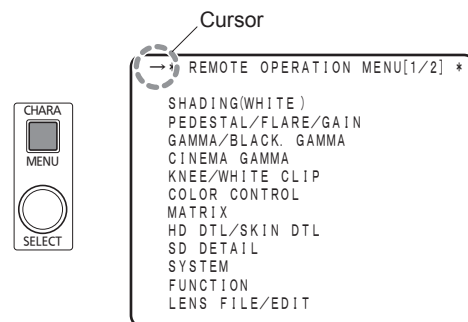 Cursor
→* REMOTE OPERATION MENU[1/2] *
SHADING(WHITE)
PEDESTAL/FLARE/GAIN
GAMMA/BLACK. GAMMA
CINEMA GAMMA
KNEE/WHITE CLIP
COLOR CONTROL
MATRIX
HD DTL/SKIN DTL
SD DETAIL
SYSTEM
FUNCTION
LENS FILE/EDIT
CHARA
MENU
SELECT